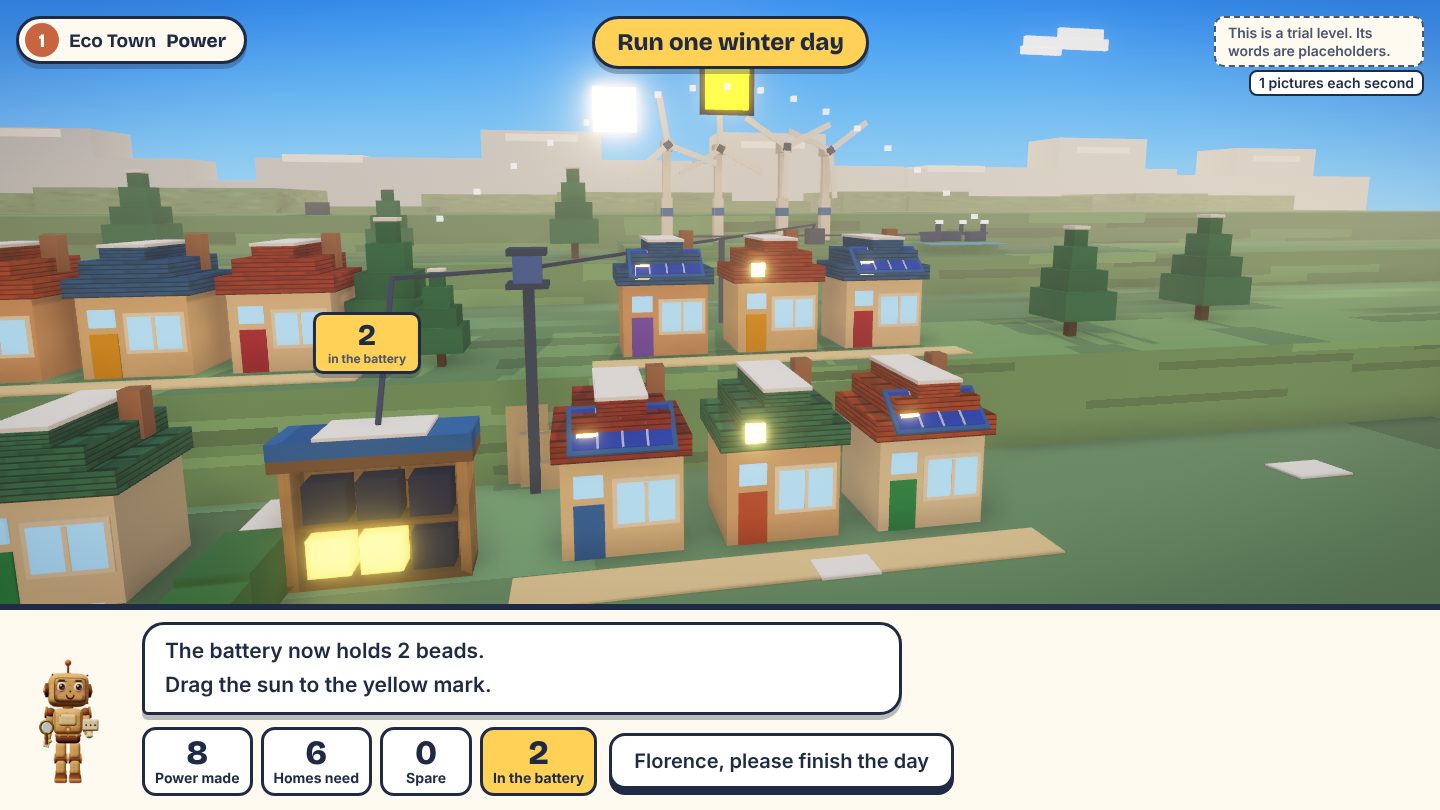 1 Eco Town Power
Run one winter day
This is a trial level. Its
words are placeholders.
1 pictures each second
2
in the battery
The battery now holds 2 beads.
Drag the sun to the yellow mark.
8
Power made
6
Homes need
0
Spare
2
In the battery
Florence, please finish the day